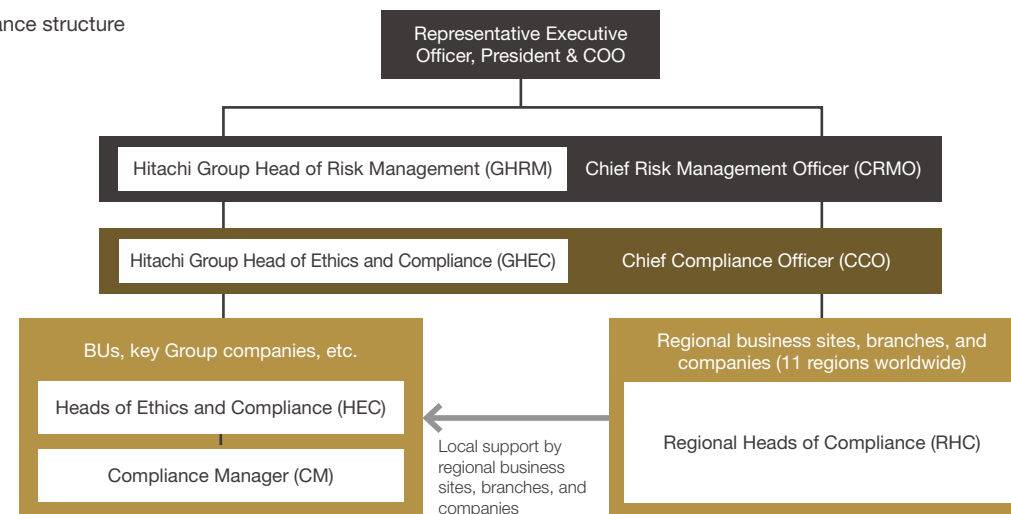 ance structure
Representative Executive
Officer, President & COO
Hitachi Group Head of Risk Management (GHRM)
Chief Risk Management Officer (CRMO)
Hitachi Group Head of Ethics and Compliance (GHEC)
Chief Compliance Officer (CCO)
BUs, key Group companies, etc.
Heads of Ethics and Compliance (HEC)
Compliance Manager (CM)
Local support by
regional business
sites, branches, and
companies
Regional business sites, branches, and
companies (11 regions worldwide)
Regional Heads of Compliance (RHC)